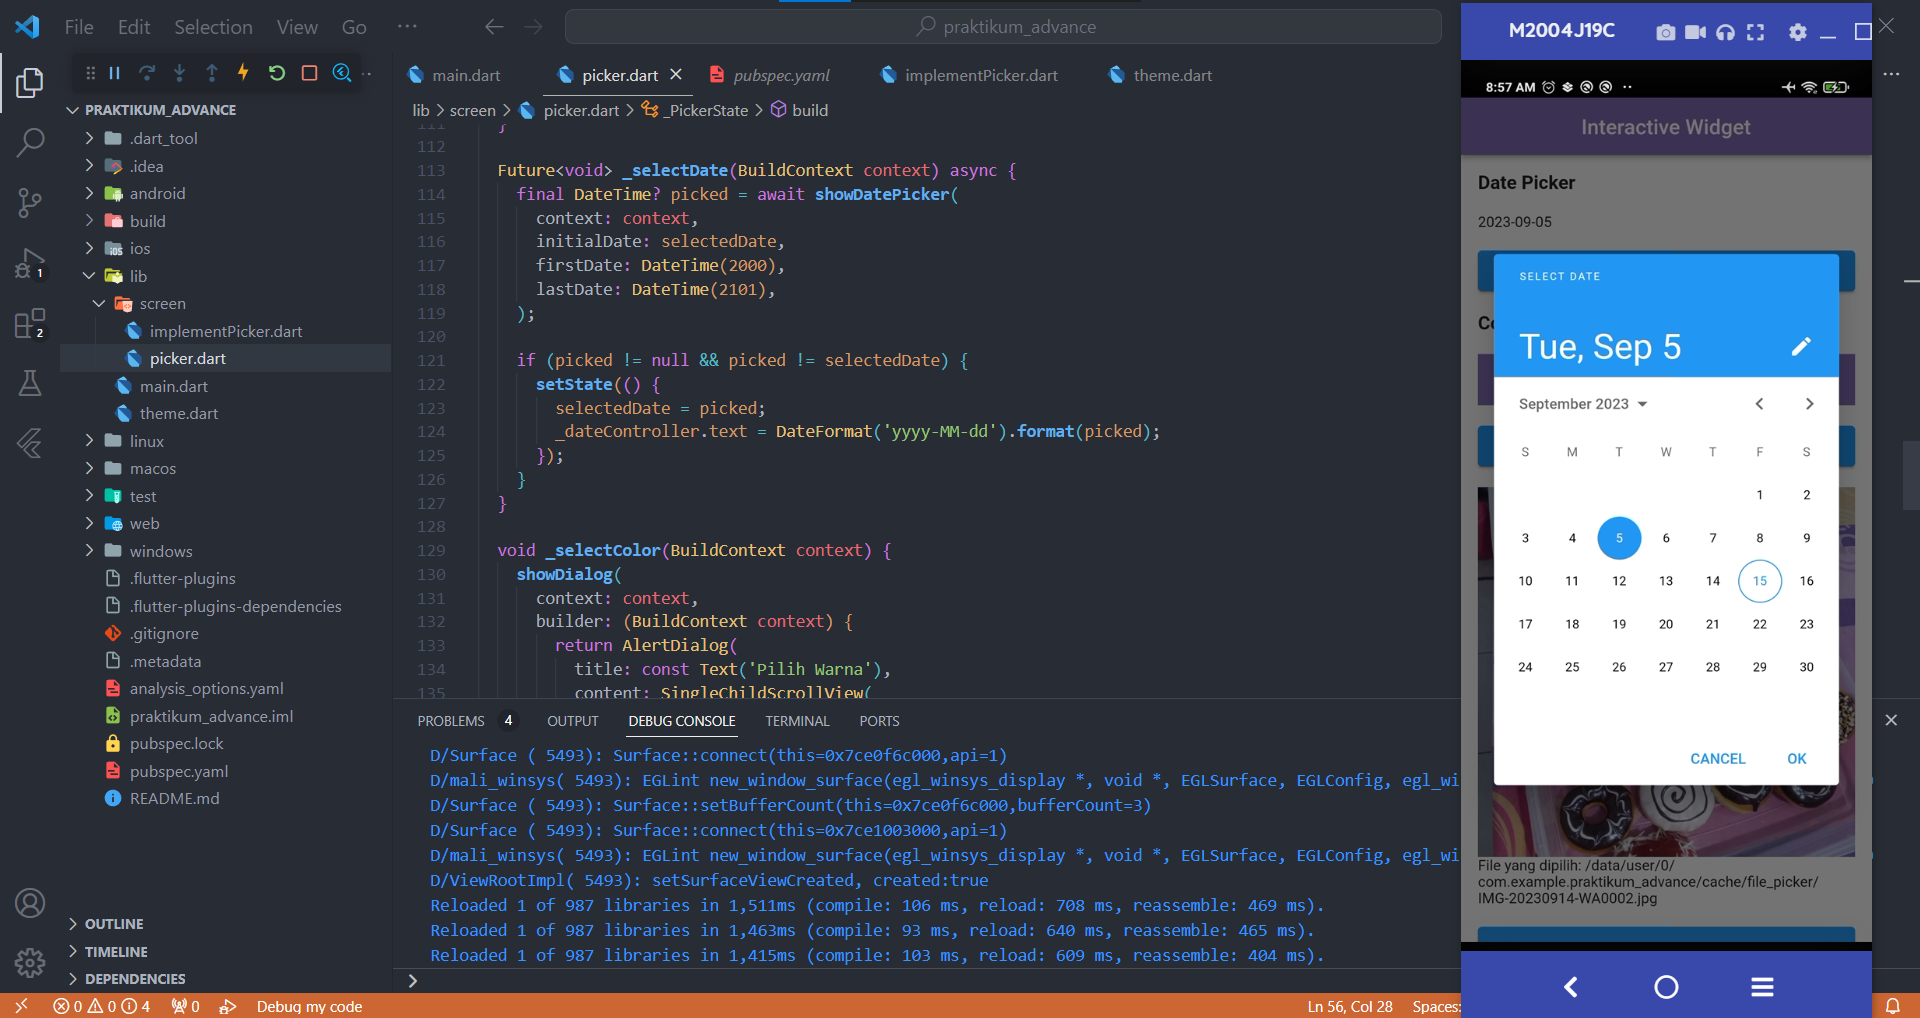 File Edit Selection View Go ···
praktikum_advance
main.dart
picker.dart
pubspec.yaml
implementPicker.dart
theme.dart
lib > screen > picker.dart > _PickerState > build
PRAKTIKUM_ADVANCE
.dart_tool
.idea
android
build
ios
lib
screen
implementPicker.dart
picker.dart
main.dart
theme.dart
linux
macos
test
web
windows
.flutter-plugins
.flutter-plugins-dependencies
.gitignore
.metadata
analysis_options.yaml
praktikum_advance.iml
pubspec.lock
pubspec.yaml
README.md
OUTLINE
TIMELINE
DEPENDENCIES
1
2
111 }
112
113 Future<void> _selectDate(BuildContext context) async {
114 final DateTime? picked = await showDatePicker(
115 context: context,
116 initialDate: selectedDate,
117 firstDate: DateTime(2000),
118 lastDate: DateTime(2101),
119 );
120
121 if (picked != null && picked != selectedDate) {
122 setState(() {
123 selectedDate = picked;
124 _dateController.text = DateFormat('yyyy-MM-dd').format(picked);
125 });
126 }
127 }
128
129 void _selectColor(BuildContext context) {
130 showDialog(
131 context: context,
132 builder: (BuildContext context) {
133 return AlertDialog(
134 title: const Text('Pilih Warna'),
135 content: SingleChildScrollView(
PROBLEMS 4 OUTPUT DEBUG CONSOLE TERMINAL PORTS
D/Surface ( 5493): Surface::connect(this=0x7ce0f6c000,api=1)
D/mali_winsys( 5493): EGLint new_window_surface(egl_winsys_display *, void *, EGLSurface, EGLConfig, egl_wi
D/Surface ( 5493): Surface::setBufferCount(this=0x7ce0f6c000,bufferCount=3)
D/Surface ( 5493): Surface::connect(this=0x7ce1003000,api=1)
D/mali_winsys( 5493): EGLint new_window_surface(egl_winsys_display *, void *, EGLSurface, EGLConfig, egl_wi
D/ViewRootImpl( 5493): setSurfaceViewCreated, created:true
Reloaded 1 of 987 libraries in 1,511ms (compile: 106 ms, reload: 708 ms, reassemble: 469 ms).
Reloaded 1 of 987 libraries in 1,463ms (compile: 93 ms, reload: 640 ms, reassemble: 465 ms).
Reloaded 1 of 987 libraries in 1,415ms (compile: 103 ms, reload: 609 ms, reassemble: 404 ms).
0 0 4 0 Debug my code
Ln 56, Col 28 Spaces:
M2004J19C
8:57 AM
Interactive Widget
Date Picker
2023-09-05
SELECT DATE
Tue, Sep 5
September 2023
S M T W T F S
1 2
3 4 5 6 7 8 9
10 11 12 13 14 15 16
17 18 19 20 21 22 23
24 25 26 27 28 29 30
CANCEL OK
File yang dipilih: /data/user/0/
com.example.praktikum_advance/cache/file_picker/
IMG-20230914-WA0002.jpg